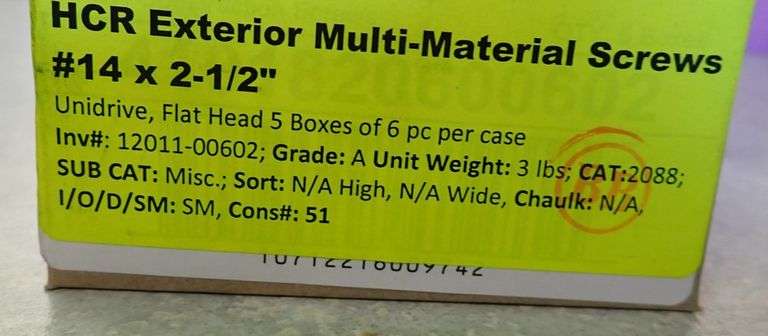 HCR Exterior Multi-Material Screws
#14 x 2-1/2"
Unidrive, Flat Head 5 Boxes of 6 pc per case
Inv#: 12011-00602; Grade: A Unit Weight: 3 lbs; CAT:2088;
SUB CAT: Misc.; Sort: N/A High, N/A Wide, Chaulk: N/A,
I/O/D/SM: SM, Cons#: 51